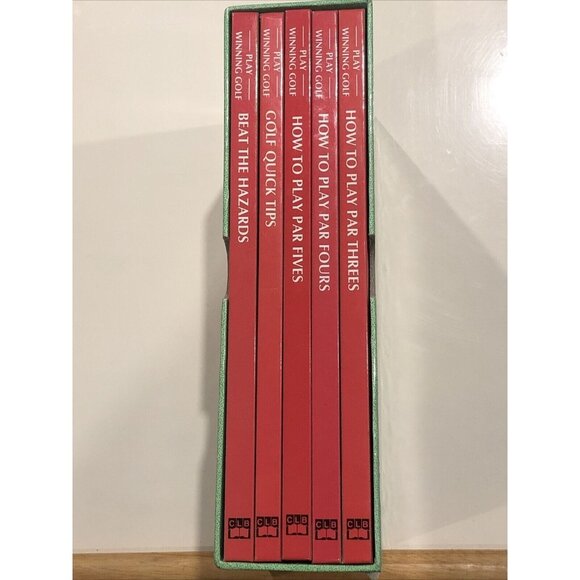 PLAY
WINNING GOLF
BEAT THE HAZARDS
CLB
PLAY
WINNING GOLF
GOLF QUICK TIPS
CLB
PLAY
WINNING GOLF
HOW TO PLAY PAR FIVES
CLB
PLAY
WINNING GOLF
HOW TO PLAY PAR FOURS
CLB
PLAY
WINNING GOLF
HOW TO PLAY PAR THREES
CLB